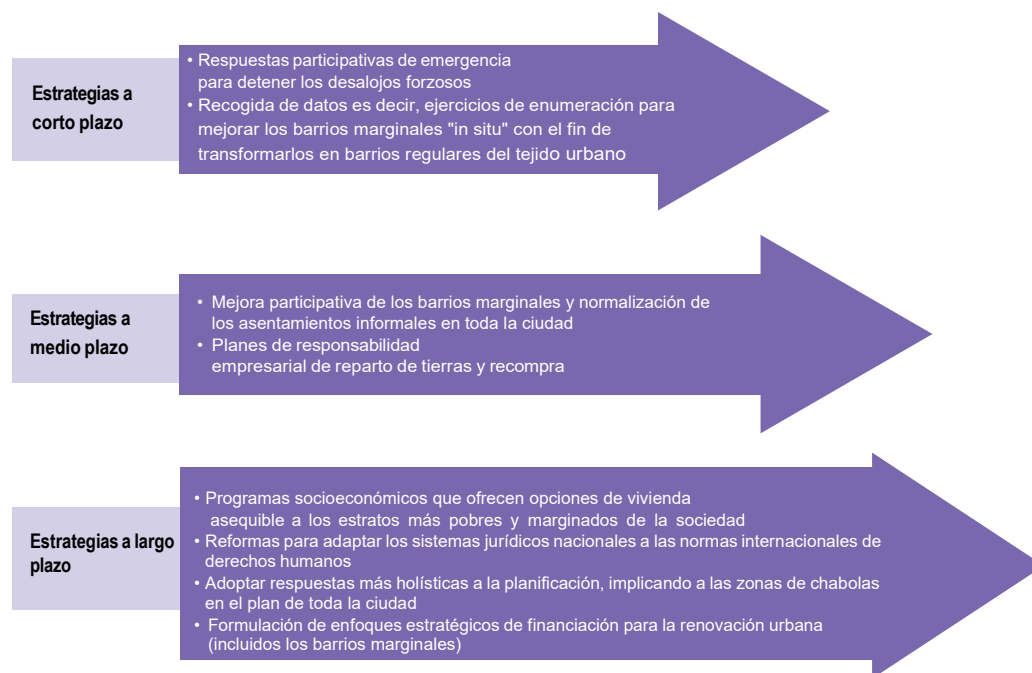 Estrategias a
corto plazo
• Respuestas participativas de emergencia
para detener los desalojos forzosos
• Recogida de datos es decir, ejercicios de enumeración para
mejorar los barrios marginales "in situ" con el fin de
transformarlos en barrios regulares del tejido urbano
Estrategias a
medio plazo
• Mejora participativa de los barrios marginales y normalización de
los asentamientos informales en toda la ciudad
• Planes de responsabilidad
empresarial de reparto de tierras y recompra
Estrategias a largo
plazo
• Programas socioeconómicos que ofrecen opciones de vivienda
asequible a los estratos más pobres y marginados de la sociedad
• Reformas para adaptar los sistemas jurídicos nacionales a las normas internacionales de
derechos humanos
• Adoptar respuestas más holísticas a la planificación, implicando a las zonas de chabolas
en el plan de toda la ciudad
• Formulación de enfoques estratégicos de financiación para la renovación urbana
(incluidos los barrios marginales)